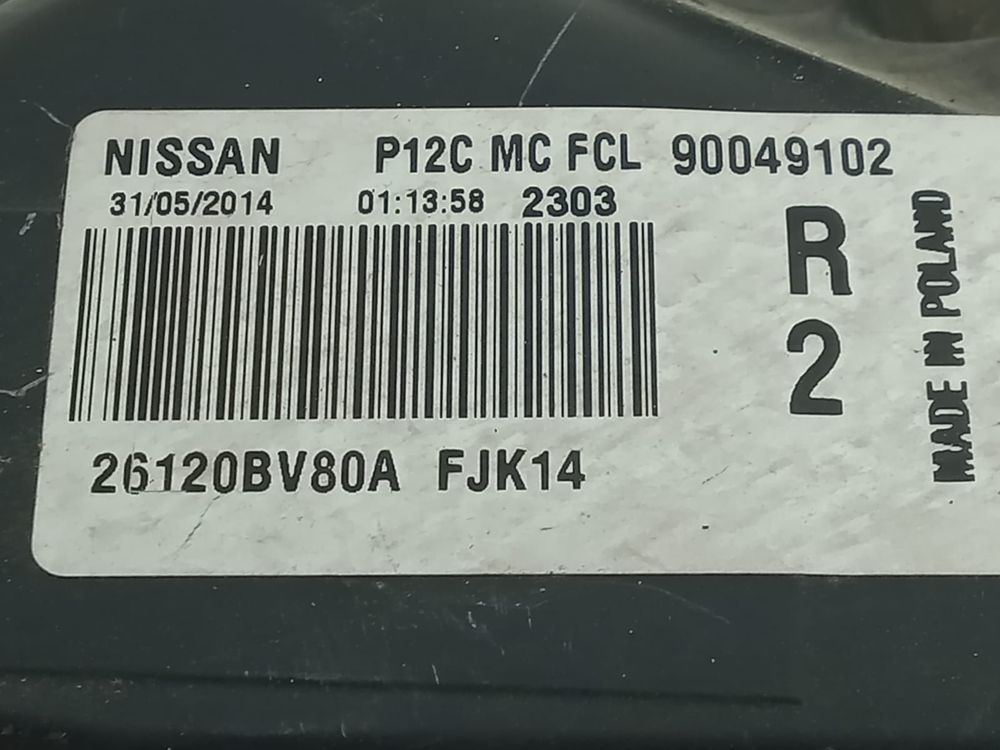 NISSAN P12C MC FCL 90049102
31/05/2014 01:13:58 2303
R
2
MADE IN POLAND
26120BV80A FJK14